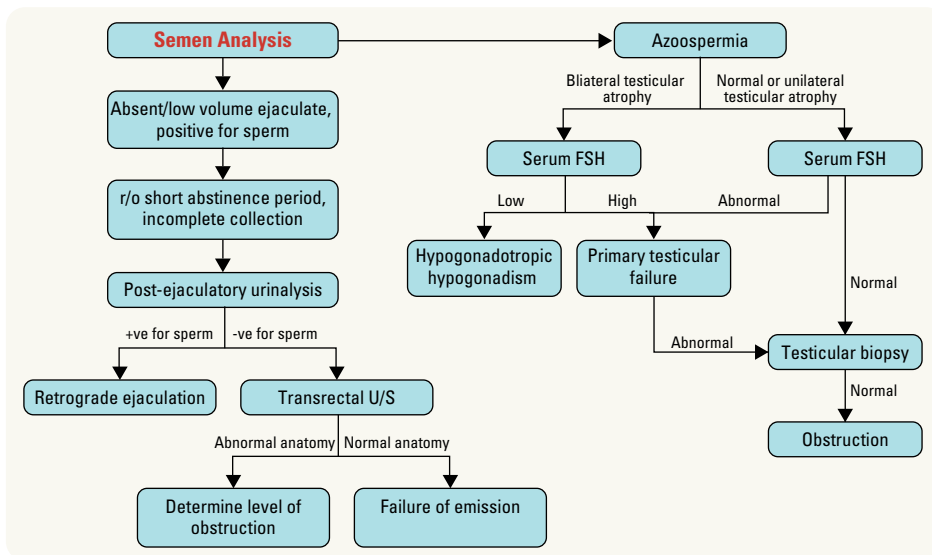 Semen Analysis
Azoospermia
Absent/low volume ejaculate,
positive for sperm
r/o short abstinence period,
incomplete collection
Post-ejaculatory urinalysis
+ve for sperm
-ve for sperm
Retrograde ejaculation
Transrectal U/S
Abnormal anatomy
Normal anatomy
Determine level of
obstruction
Failure of emission
Bliateral testicular
atrophy
Normal or unilateral
testicular atrophy
Serum FSH
Serum FSH
Low
High
Abnormal
Hypogonadotropic
hypogonadism
Primary testicular
failure
Normal
Abnormal
Testicular biopsy
Normal
Obstruction